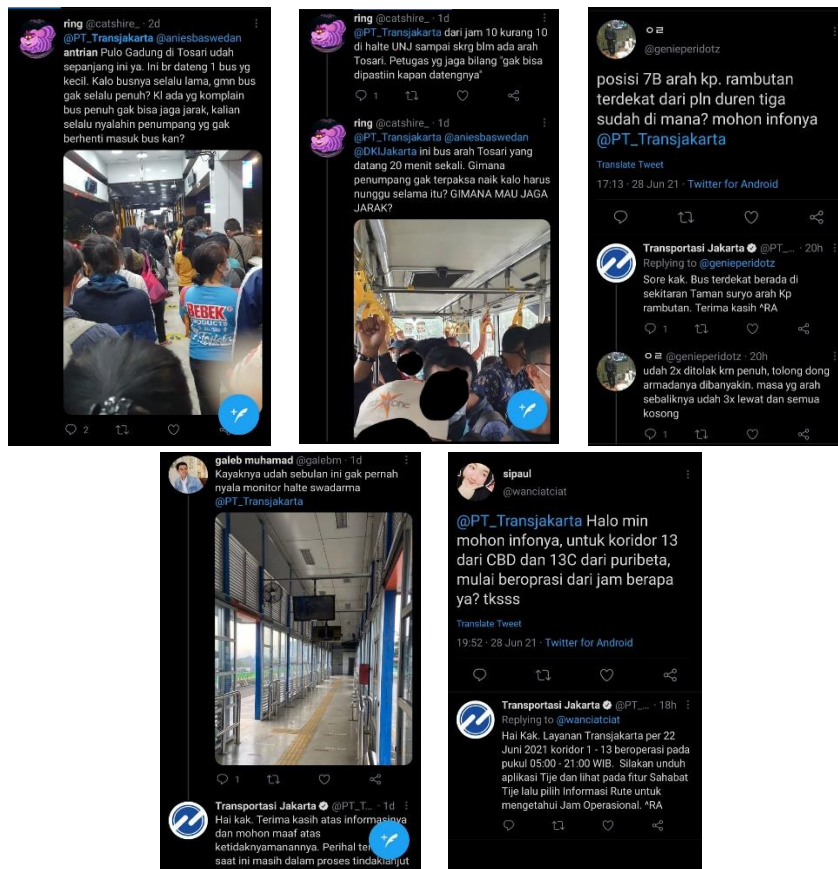 ring @catshire_ · 2d
@PT_Transjakarta @aniesbaswedan
antrian Pulo Gadung di Tosari udah
sepanjang ini ya. Ini br dateng 1 bus yg
kecil. Kalo busnya selalu lama, gmn bus
gak selalu penuh? Kl ada yg komplain
bus penuh gak bisa jaga jarak, kalian
selalu nyalahin penumpang yg gak
berhenti masuk bus kan?
BEBEK
2
ring @catshire_ · 1d
@PT_Transjakarta dari jam 10 kurang 10
di halte UNJ sampai skrg blm ada arah
Tosari. Petugas yg jaga bilang "gak bisa
dipastiin kapan datengnya"
1
ring @catshire_ · 1d
@PT_Transjakarta @aniesbaswedan
@DKIJakarta ini bus arah Tosari yang
datang 20 menit sekali. Gimana
penumpang gak terpaksa naik kalo harus
nunggu selama itu? GIMANA MAU JAGA
JARAK?
ㅇㄹ
@genieperidotz
posisi 7B arah kp. rambutan
terdekat dari pln duren tiga
sudah di mana? mohon infonya
@PT_Transjakarta
Translate Tweet
17:13 · 28 Jun 21 · Twitter for Android
Transportasi Jakarta @PT_... · 20h
Replying to @genieperidotz
Sore kak. Bus terdekat berada di
sekitaran Taman suryo arah Kp
rambutan. Terima kasih ^RA
1
ㅇㄹ @genieperidotz · 20h
udah 2x ditolak krn penuh, tolong dong
armadanya dibanyakin. masa yg arah
sebaliknya udah 3x lewat dan semua
kosong
1
galeb muhamad @galebm · 1d
Kayaknya udah sebulan ini gak pernah
nyala monitor halte swadarma
@PT_Transjakarta
1
Transportasi Jakarta @PT_T... · 1d
Hai kak. Terima kasih atas informasinya
dan mohon maaf atas
ketidaknyamanannya. Perihal
saat ini masih dalam proses tindaklanjut
sipaul
@wanciatciat
@PT_Transjakarta Halo min
mohon infonya, untuk koridor 13
dari CBD dan 13C dari puribeta,
mulai beroprasi dari jam berapa
ya? tksss
Translate Tweet
19:52 · 28 Jun 21 · Twitter for Android
Transportasi Jakarta @PT_... · 18h
Replying to @wanciatciat
Hai Kak. Layanan Transjakarta per 22
Juni 2021 koridor 1 - 13 beroperasi pada
pukul 05:00 - 21:00 WIB. Silakan unduh
aplikasi Tije dan lihat pada fitur Sahabat
Tije lalu pilih Informasi Rute untuk
mengetahui Jam Operasional. ^RA